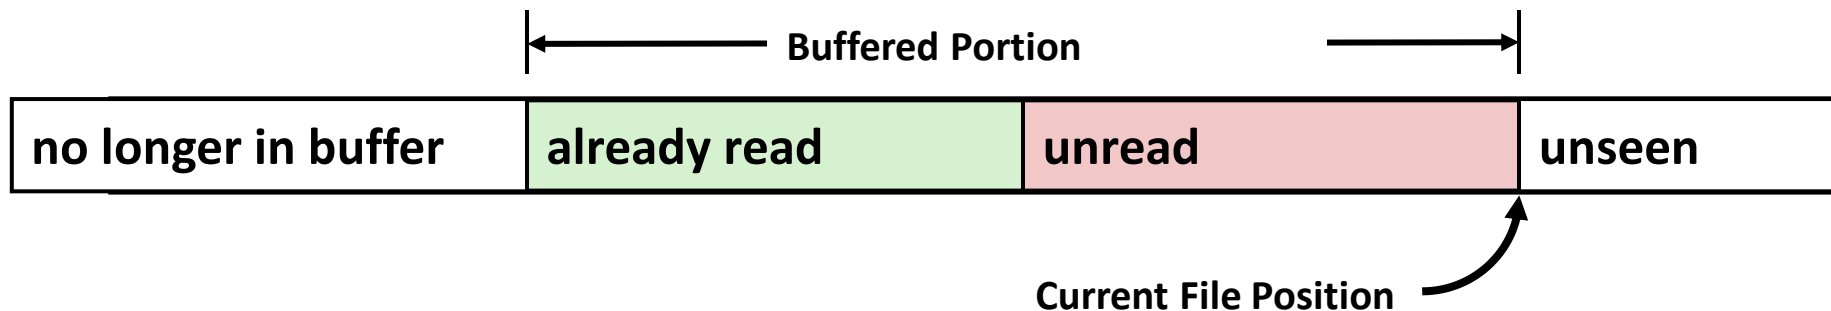 Buffered Portion
no longer in buffer already read unread unseen
Current File Position